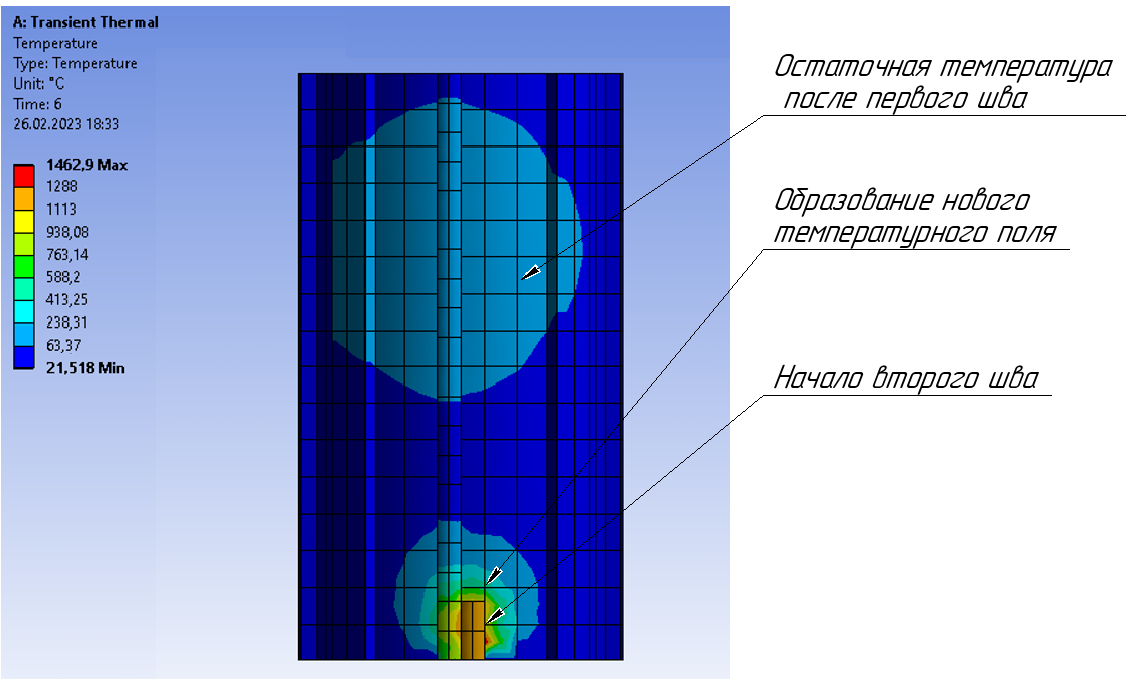 A: Transient Thermal
Temperature
Type: Temperature
Unit: °C
Time: 6
26.02.2023 18:33
1462,9 Max
1288
1113
938,08
763,14
588,2
413,25
238,31
63,37
21,518 Min
Остаточная температура
после первого шва
Образование нового
температурного поля
Начало второго шва